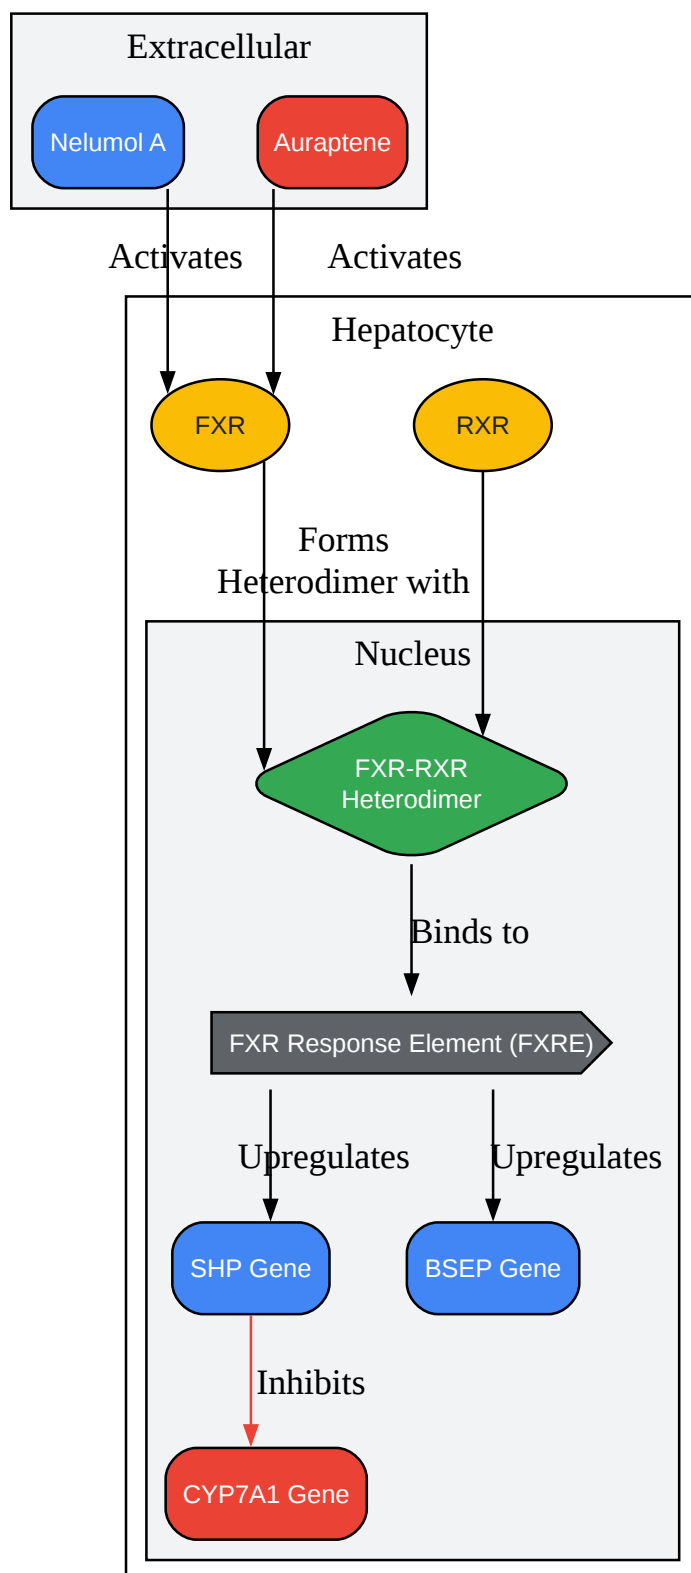 Extracellular
Nelumol A
Auraptene
Activates
Activates
Hepatocyte
FXR
RXR
Forms
Heterodimer with
Nucleus
FXR-RXR
Heterodimer
Binds to
FXR Response Element (FXRE)
Upregulates
Upregulates
SHP Gene
BSEP Gene
Inhibits
CYP7A1 Gene